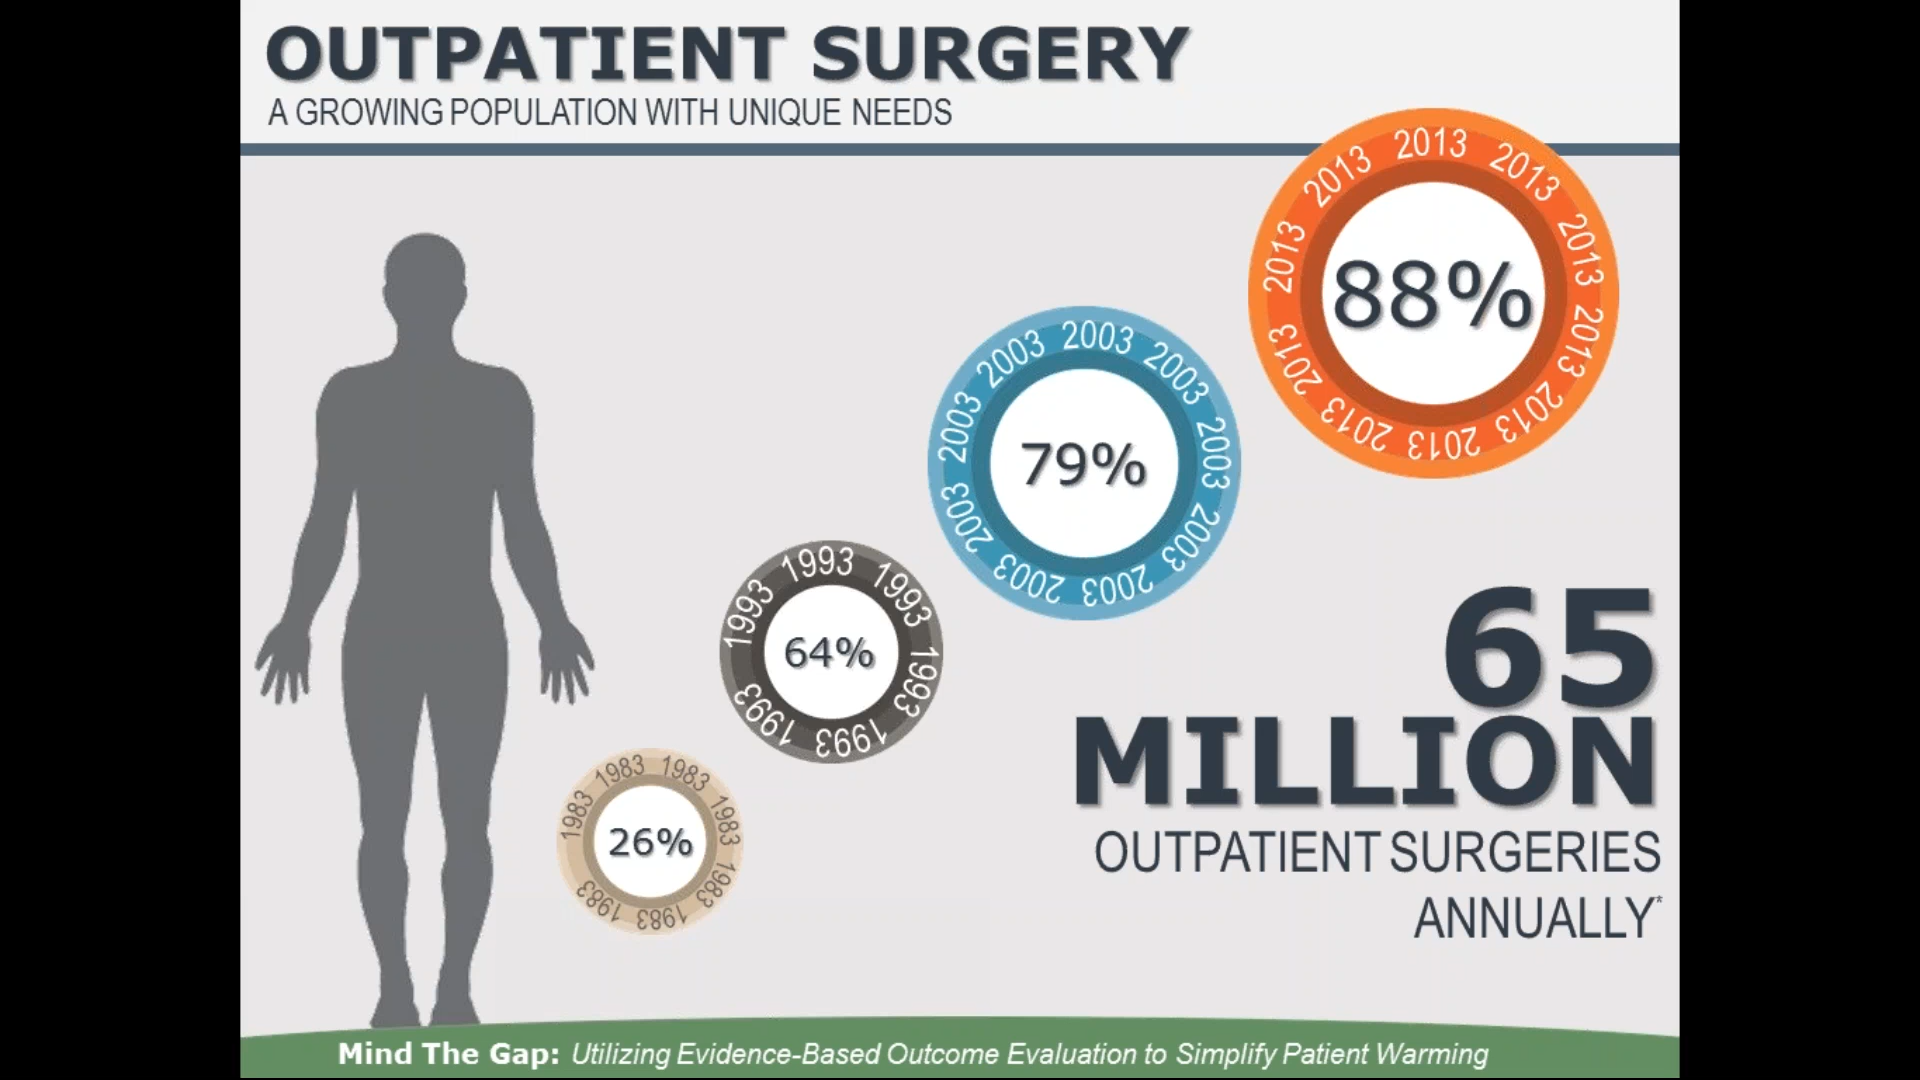 OUTPATIENT SURGERY
A GROWING POPULATION WITH UNIQUE NEEDS
2013 2013 2013 2013 2013 2013 2013 2013 2013 2013
88%
2003 2003 2003 2003 2003 2003 2003 2003 2003
79%
1993 1993 1993 1993 1993 1993
64%
1983 1983 1983 1983 1983 1983 1983
26%
65
MILLION
OUTPATIENT SURGERIES
ANNUALLY*
Mind The Gap: Utilizing Evidence-Based Outcome Evaluation to Simplify Patient Warming